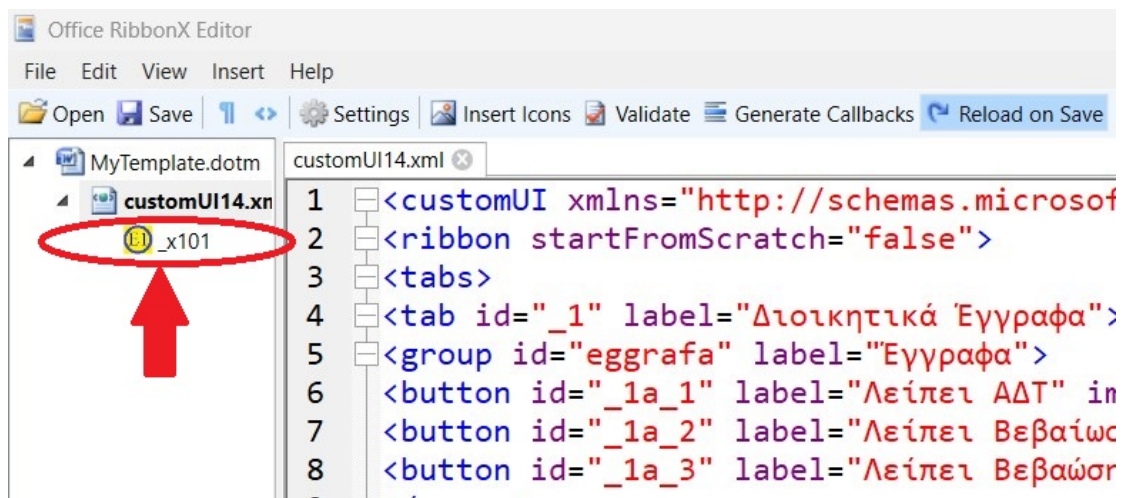 Office RibbonX Editor
File Edit View Insert Help
Open Save ¶ <> Settings Insert Icons Validate Generate Callbacks Reload on Save
MyTemplate.dotm
customUI14.xml
customUI14.xm
_x101
1 <customUI xmlns="http://schemas.microsof
2 <ribbon startFromScratch="false">
3 <tabs>
4 <tab id="_1" label="Διοικητικά Έγγραφα">
5 <group id="eggrafa" label="Έγγραφα">
6 <button id="_1a_1" label="Λείπει ΑΔΤ" im
7 <button id="_1a_2" label="Λείπει Βεβαίωσ
8 <button id="_1a_3" label="Λείπει Βεβαώση